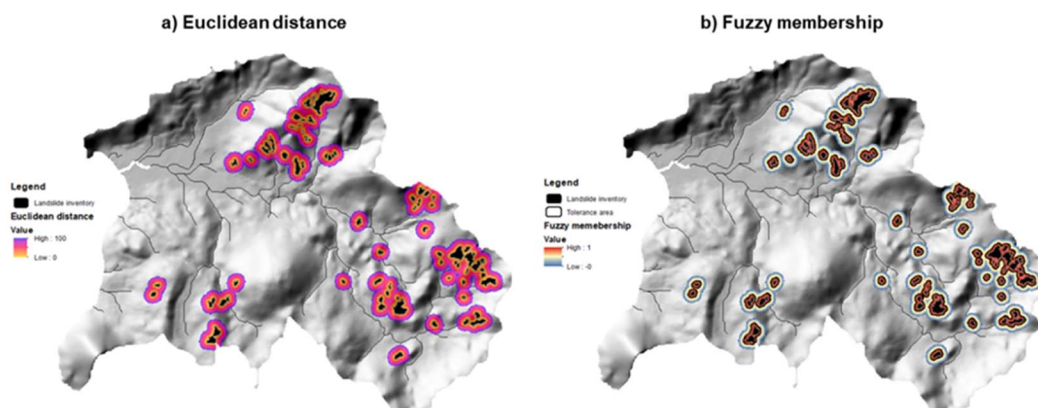 a) Euclidean distance
Legend
Landslide inventory
Euclidean distance
Value
High : 100
Low : 0
b) Fuzzy membership
Legend
Landslide inventory
Tolerance area
Fuzzy memebership
Value
High : 1
Low : -0